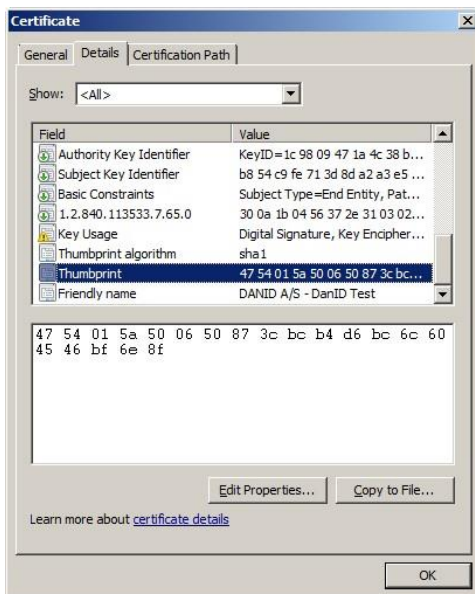 Certificate
General Details Certification Path
Show: <All>
Field Value
Authority Key Identifier KeyID=1c 98 09 47 1a 4c 38 b...
Subject Key Identifier b8 54 c9 fe 71 3d 8d a2 a3 e5 ...
Basic Constraints Subject Type=End Entity, Pat...
1.2.840.113533.7.65.0 30 0a 1b 04 56 37 2e 31 03 02...
Key Usage Digital Signature, Key Encipher...
Thumbprint algorithm sha1
Thumbprint 47 54 01 5a 50 06 50 87 3c bc...
Friendly name DANID A/S - DanID Test
47 54 01 5a 50 06 50 87 3c bc b4 d6 bc 6c 60
45 46 bf 6e 8f
Edit Properties... Copy to File...
Learn more about certificate details
OK